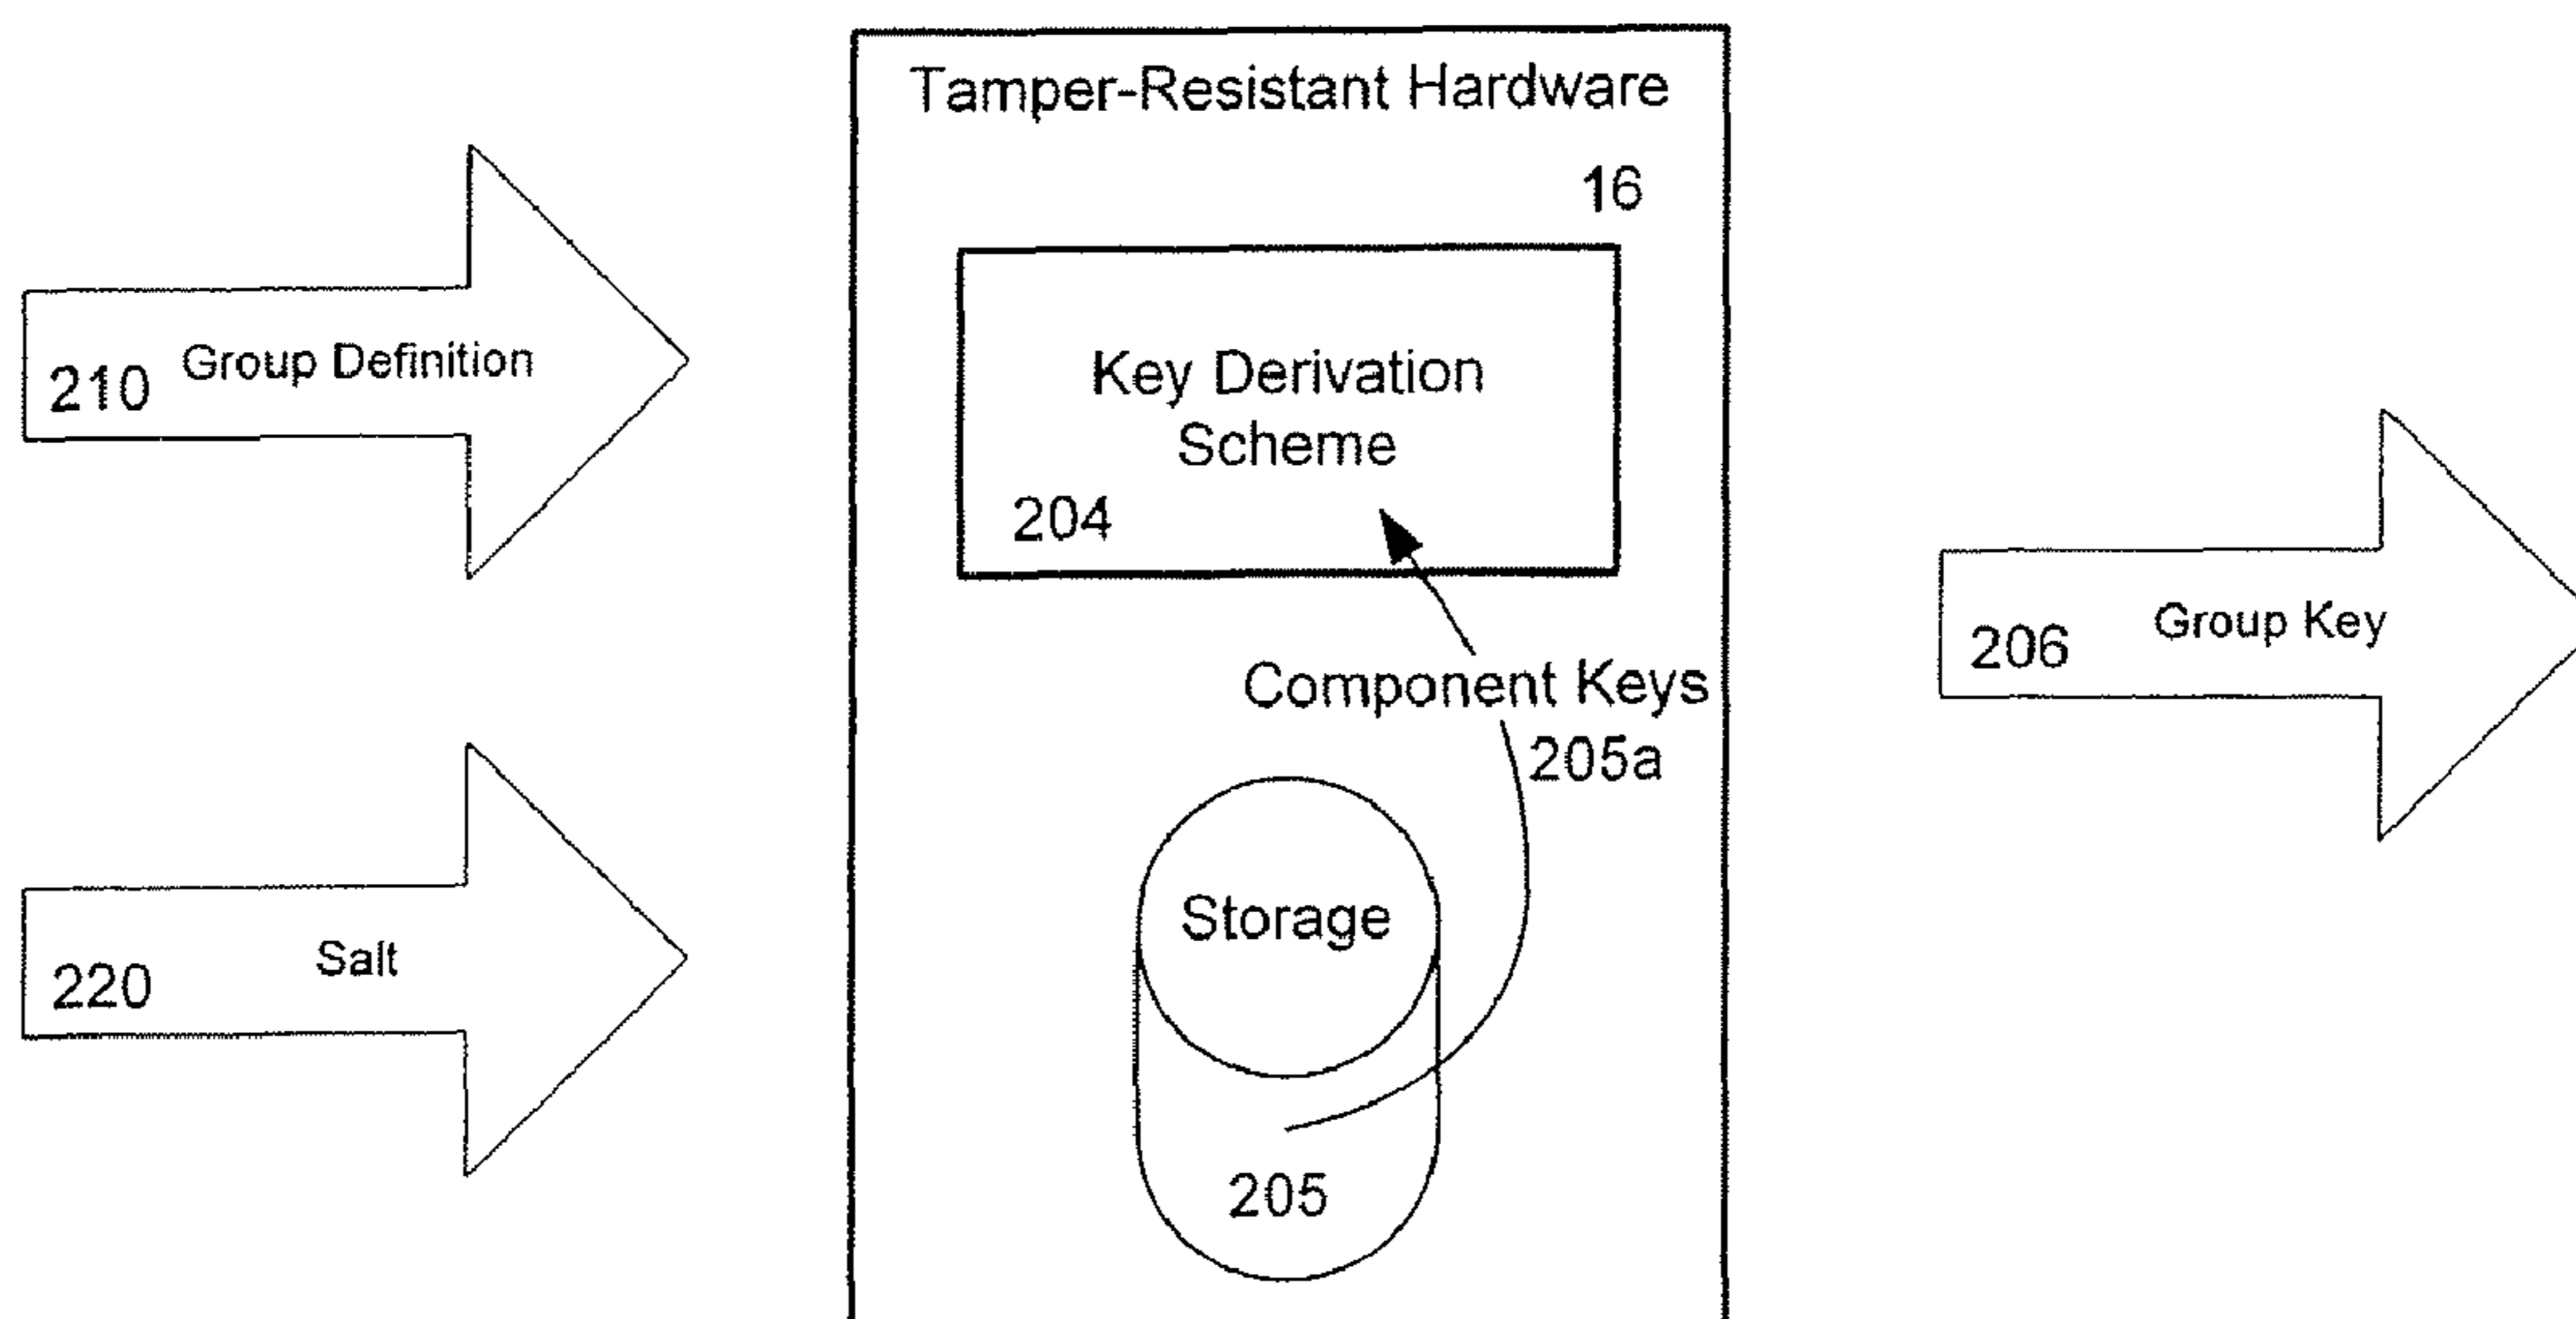 Tamper-Resistant Hardware
16
Group Definition
210
Key Derivation
Scheme
204
Component Keys
205a
Group Key
206
Storage
205
Salt
220